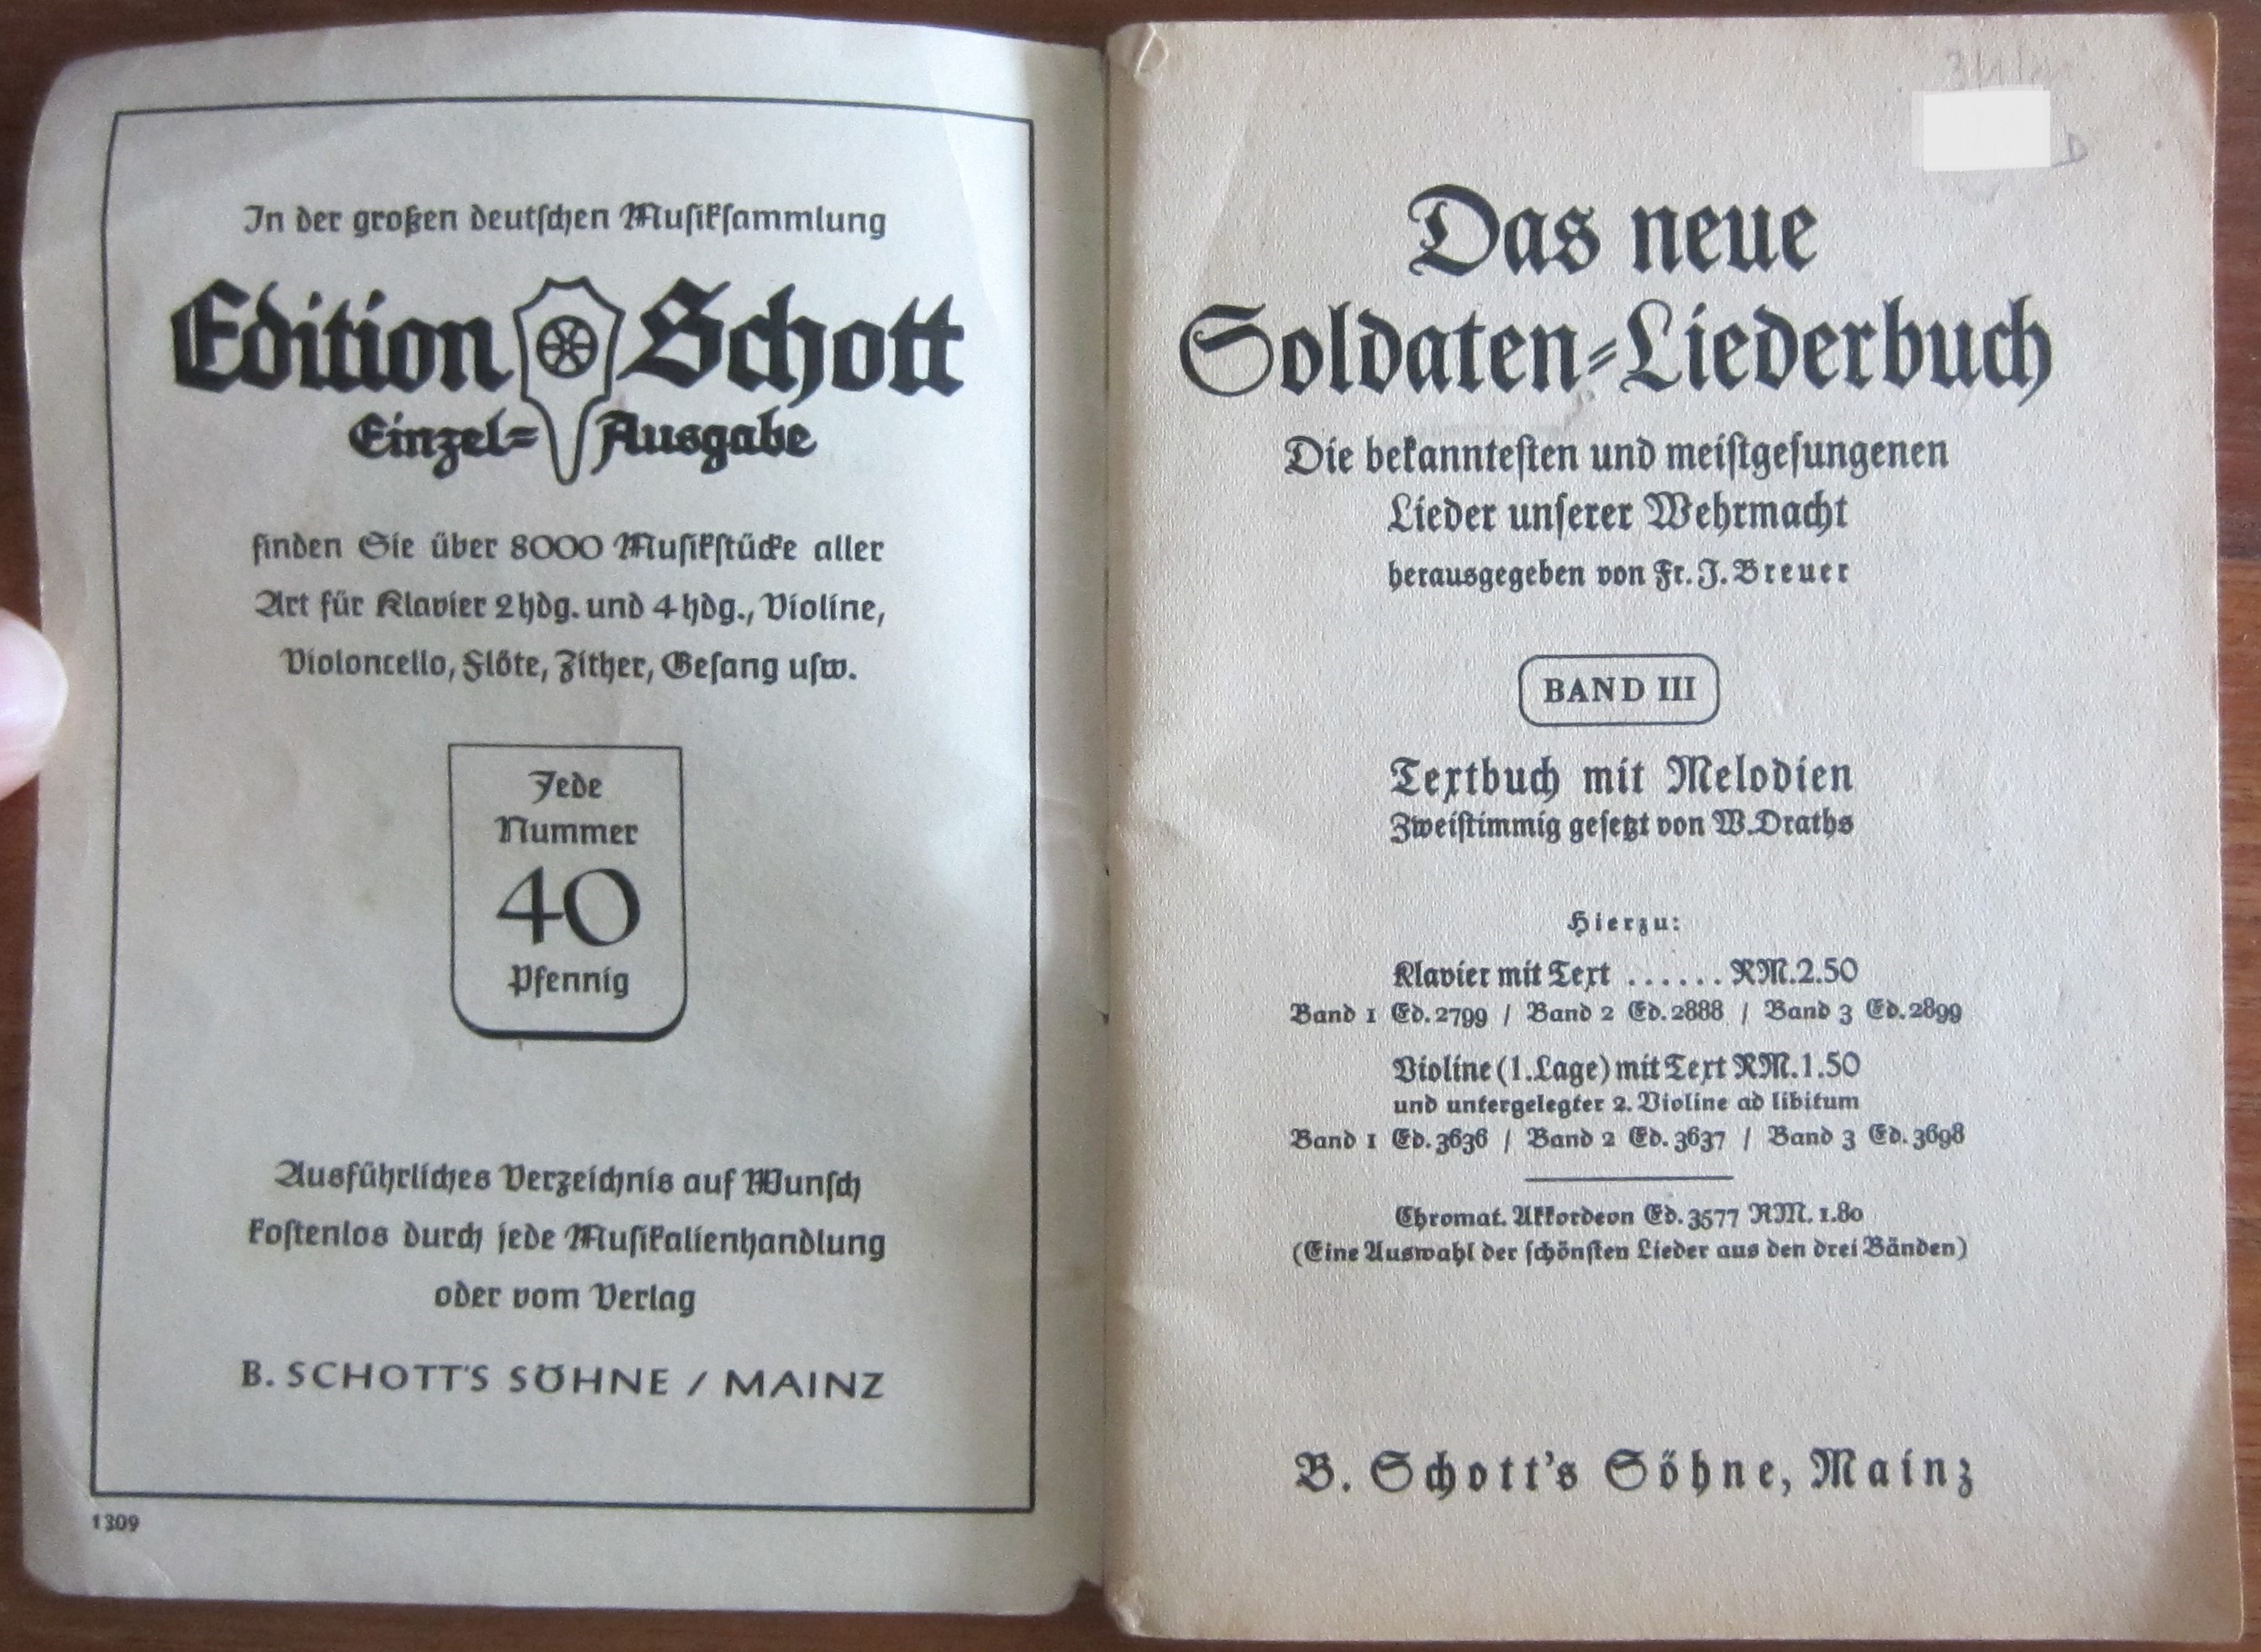 In der großen deutschen Musiksammlung
Edition Schott
Einzel-Ausgabe
finden Sie über 8000 Musikstücke aller
Art für Klavier 2hdg. und 4hdg., Violine,
Violoncello, Flöte, Zither, Gesang usw.
Jede
Nummer
40
Pfennig
Ausführliches Verzeichnis auf Wunsch
kostenlos durch jede Musikalienhandlung
oder vom Verlag
B. SCHOTT'S SÖHNE / MAINZ
1309
Das neue
Soldaten-Liederbuch
Die bekanntesten und meistgesungenen
Lieder unserer Wehrmacht
herausgegeben von Fr. J. Breuer
BAND III
Textbuch mit Melodien
Zweistimmig gesetzt von W. Draths
Hierzu:
Klavier mit Text ...... RM. 2.50
Band 1 Ed. 2799 / Band 2 Ed. 2888 / Band 3 Ed. 2899
Violine (1. Lage) mit Text RM. 1.50
und untergelegter 2. Violine ad libitum
Band 1 Ed. 3636 / Band 2 Ed. 3637 / Band 3 Ed. 3698
Chromat. Akkordeon Ed. 3577 RM. 1.80
(Eine Auswahl der schönsten Lieder aus den drei Bänden)
B. Schott's Söhne, Mainz